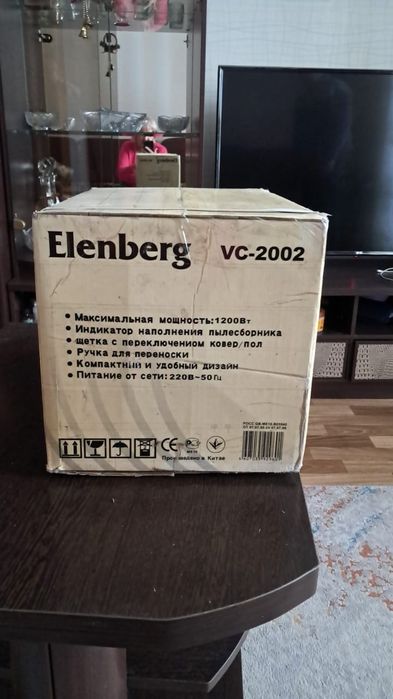 Elenberg VC-2002
• Максимальная мощность: 1200Вт
• Индикатор наполнения пылесборника
• щетка с переключением ковер/пол
• Ручка для переноски
• Компактный и удобный дизайн
• Питание от сети: 220В~50Гц
CE
Произведено в Китае